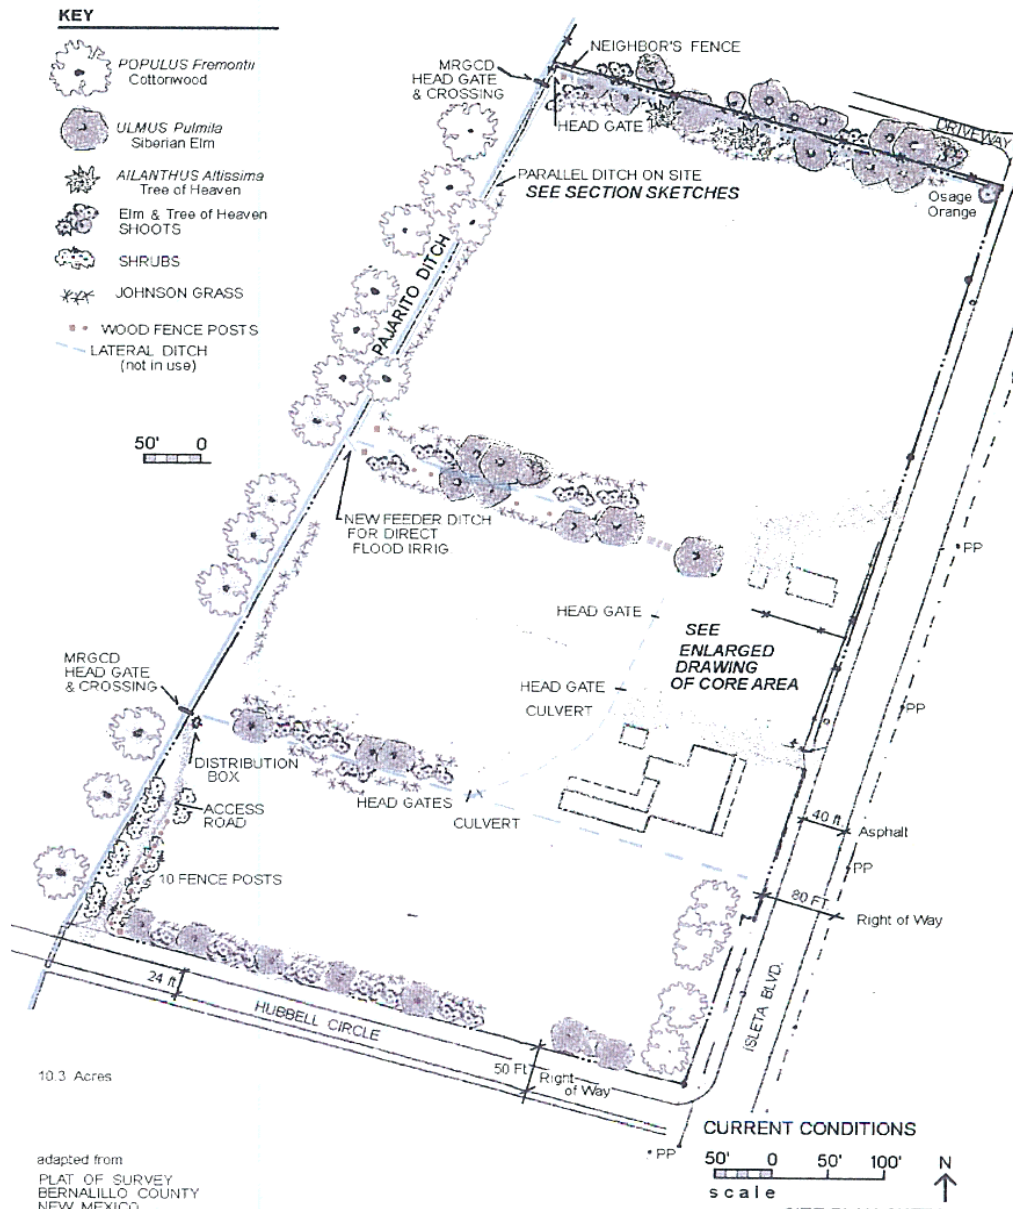 KEY
POPULUS Fremontii
Cottonwood
ULMUS Pulmila
Siberian Elm
AILANTHUS Altissima
Tree of Heaven
Elm & Tree of Heaven
SHOOTS
SHRUBS
JOHNSON GRASS
WOOD FENCE POSTS
LATERAL DITCH
(not in use)
50' 0
NEIGHBOR'S FENCE
MRGCD
HEAD GATE
& CROSSING
HEAD GATE
DRIVEWAY
PARALLEL DITCH ON SITE
SEE SECTION SKETCHES
Osage
Orange
PAJARITO DITCH
NEW FEEDER DITCH
FOR DIRECT
FLOOD IRRIG.
PP
HEAD GATE
SEE
ENLARGED
DRAWING
OF CORE AREA
MRGCD
HEAD GATE
& CROSSING
HEAD GATE
CULVERT
PP
DISTRIBUTION
BOX
HEAD GATES
CULVERT
ACCESS
ROAD
40 ft
Asphalt
PP
10 FENCE POSTS
80 FT
Right of Way
24 ft
HUBBELL CIRCLE
ISLETA BLVD.
50 Ft
Right
of Way
10.3 Acres
PP
CURRENT CONDITIONS
50' 0 50' 100'
scale
N
adapted from
PLAT OF SURVEY
BERNALILLO COUNTY
NEW MEXICO